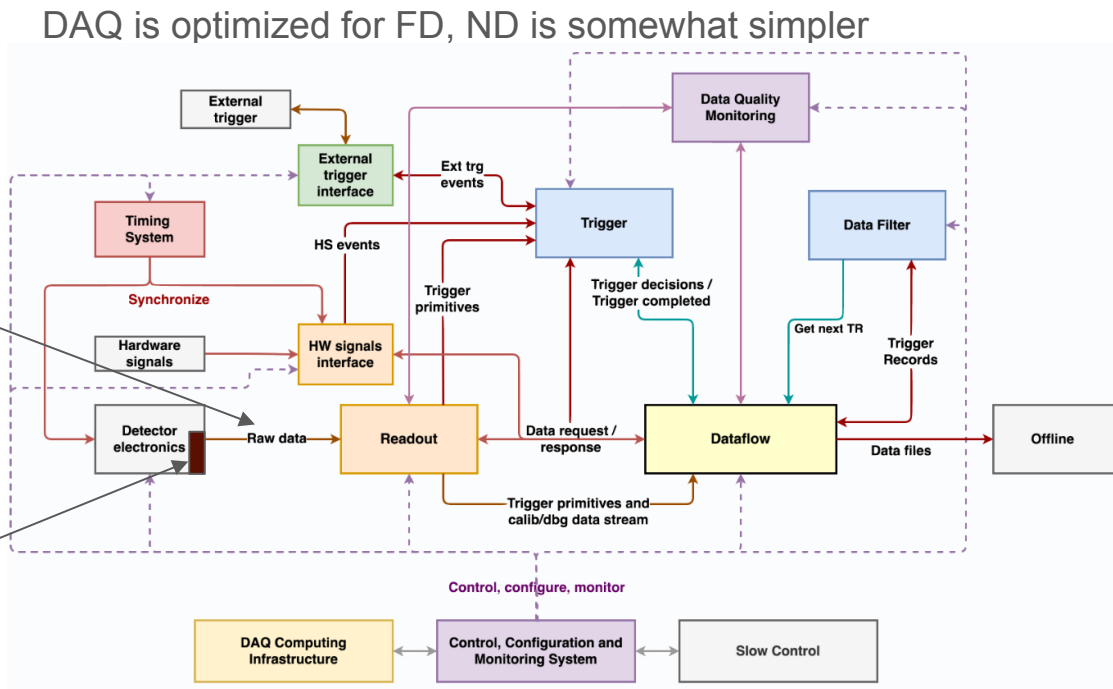 DAQ is optimized for FD, ND is somewhat simpler
External
trigger
Data Quality
Monitoring
External
trigger
interface
Ext trg
events
Timing
System
Trigger
Data Filter
HS events
Synchronize
Trigger
primitives
Trigger decisions /
Trigger completed
Get next TR
Hardware
signals
HW signals
interface
Trigger
Records
Detector
electronics
Raw data
Readout
Data request /
response
Dataflow
Data files
Offline
Trigger primitives and
calib/dbg data stream
Control, configure, monitor
DAQ Computing
Infrastructure
Control, Configuration and
Monitoring System
Slow Control